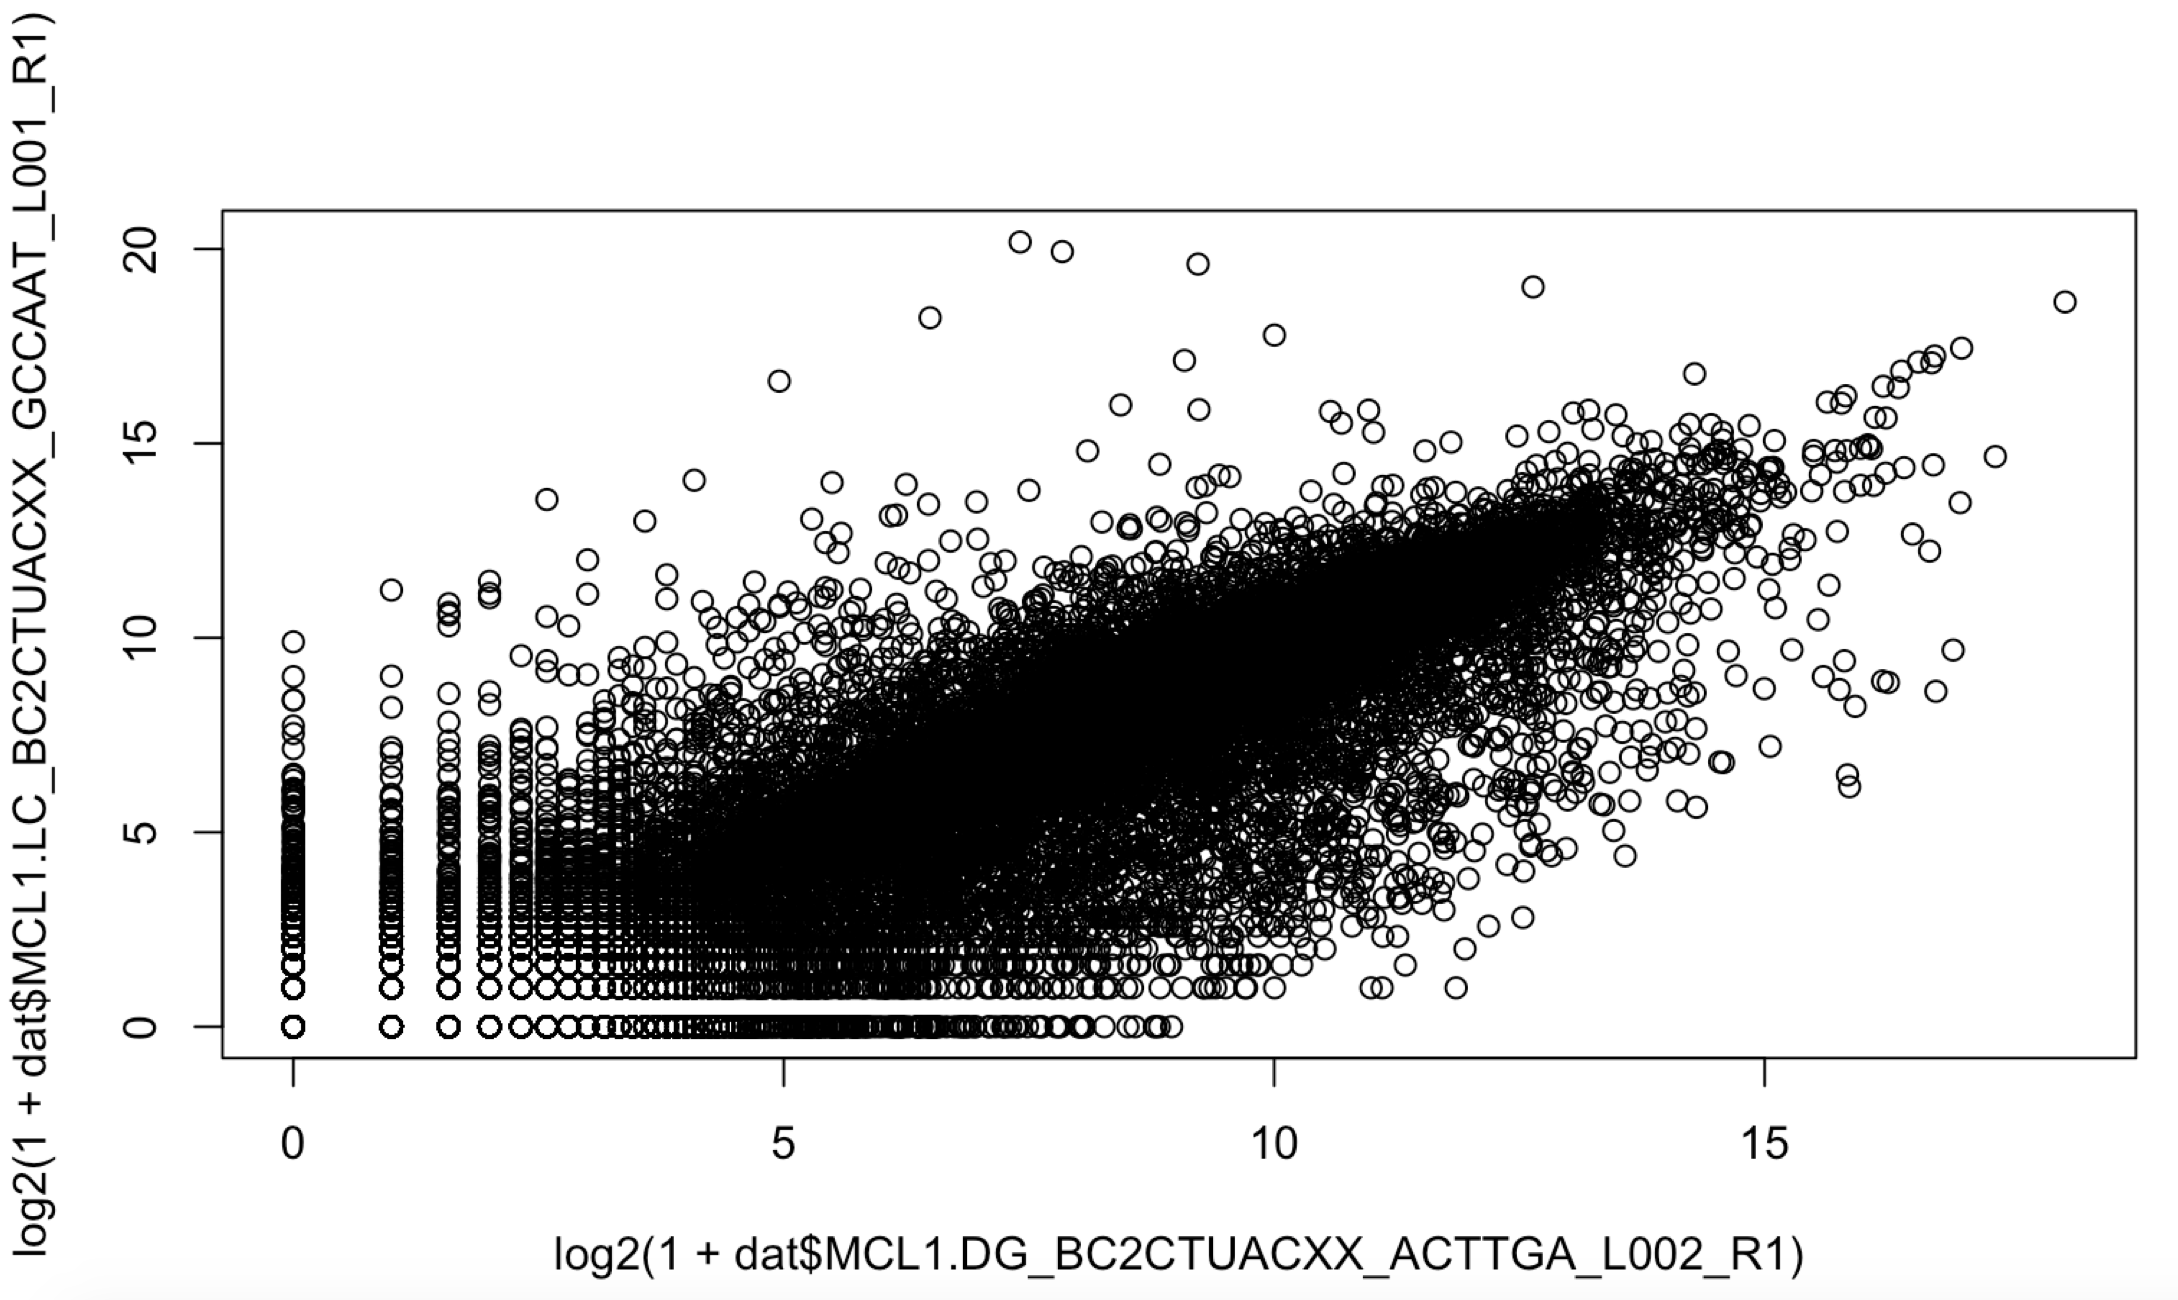 log2(1 + dat$MCL1.LC_BC2CTUACXX_GCCAAT_L001_R1)
20
15
10
5
0
0 5 10 15
log2(1 + dat$MCL1.DG_BC2CTUACXX_ACTTGA_L002_R1)